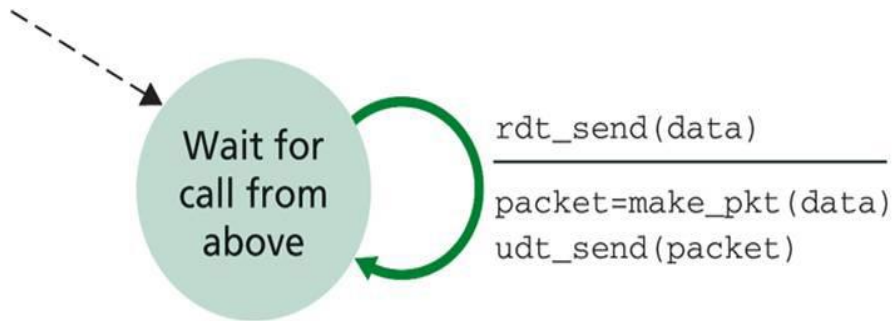 Wait for
call from
above
rdt_send(data)
packet=make_pkt(data)
udt_send(packet)